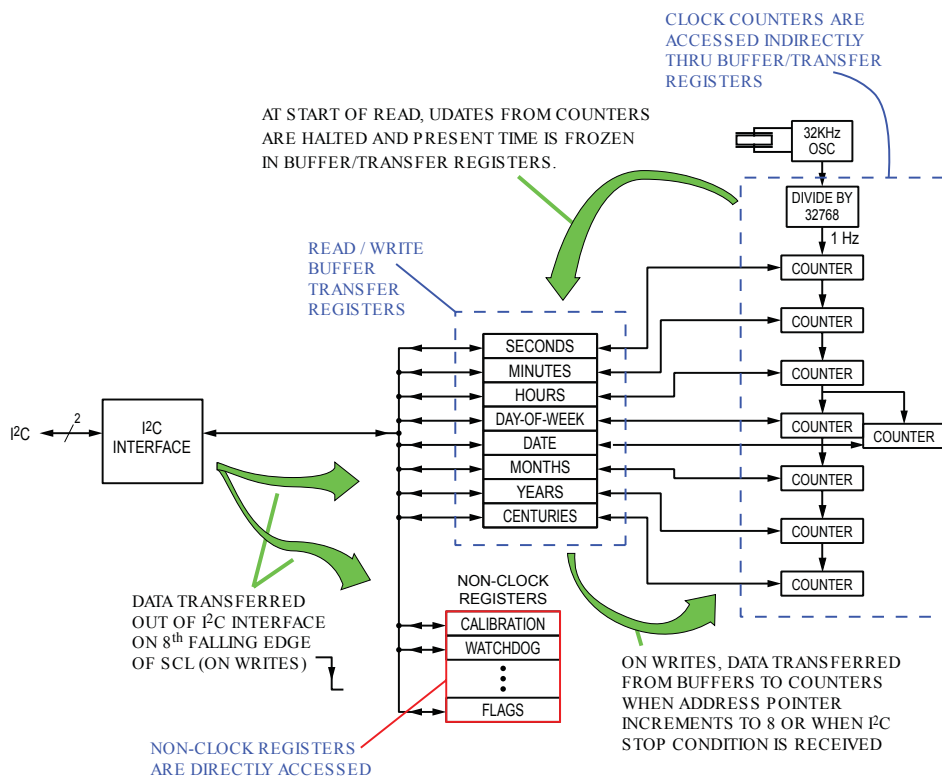 CLOCK COUNTERS ARE
ACCESSED INDIRECTLY
THRU BUFFER/TRANSFER
REGISTERS
AT START OF READ, UDATES FROM COUNTERS
ARE HALTED AND PRESENT TIME IS FROZEN
IN BUFFER/TRANSFER REGISTERS.
32KHz
OSC
DIVIDE BY
32768
1 Hz
READ / WRITE
BUFFER
TRANSFER
REGISTERS
COUNTER
COUNTER
COUNTER
COUNTER
COUNTER
COUNTER
COUNTER
COUNTER
SECONDS
MINUTES
HOURS
DAY-OF-WEEK
DATE
MONTHS
YEARS
CENTURIES
I²C
2
I²C
INTERFACE
DATA TRANSFERRED
OUT OF I²C INTERFACE
ON 8th FALLING EDGE
OF SCL (ON WRITES)
NON-CLOCK
REGISTERS
CALIBRATION
WATCHDOG
FLAGS
ON WRITES, DATA TRANSFERRED
FROM BUFFERS TO COUNTERS
WHEN ADDRESS POINTER
INCREMENTS TO 8 OR WHEN I²C
STOP CONDITION IS RECEIVED
NON-CLOCK REGISTERS
ARE DIRECTLY ACCESSED